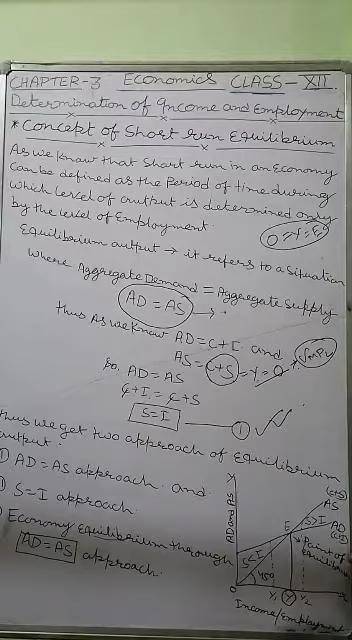 CHAPTER-3 Economics CLASS-XII
Determination of Income and Employment
* Concept of Short run Equilibrium
As we know that Short run in an Economy
Can be defined as the Period of time during
which level of output is determined only
by the level of Employment.
Equilibrium output → it refers to a situation
where Aggregate Demand = Aggregate Supply
AD = AS
thus As we know AD = C+I and
AS = C+S = Y = O
So, AD = AS
C+I = C+S
S=I ①
thus we get two approach of Equilibrium
output:
AD = AS approach and
S=I approach
Economy Equilibrium through
AD = AS approach.
Y
AD and AS
(C+S)
AS
S>I AD
(C+I)
E
Point of
S<I
45°
O
Y₁ Y Y₂
Income/Employment